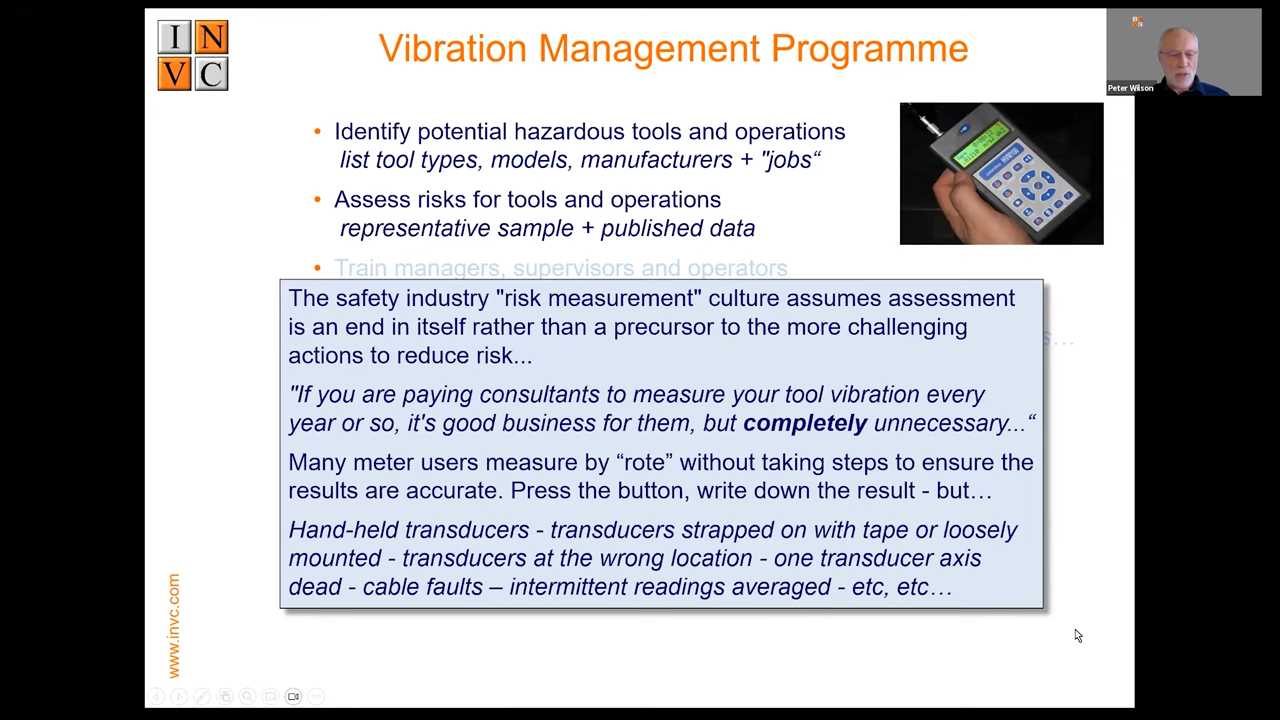 I N
V C
Vibration Management Programme
Peter Wilson
• Identify potential hazardous tools and operations
list tool types, models, manufacturers + "jobs“
• Assess risks for tools and operations
representative sample + published data
• Train managers, supervisors and operators
s…
The safety industry "risk measurement" culture assumes assessment
is an end in itself rather than a precursor to the more challenging
actions to reduce risk...
"If you are paying consultants to measure your tool vibration every
year or so, it's good business for them, but completely unnecessary...“
Many meter users measure by “rote” without taking steps to ensure the
results are accurate. Press the button, write down the result - but…
Hand-held transducers - transducers strapped on with tape or loosely
mounted - transducers at the wrong location - one transducer axis
dead - cable faults – intermittent readings averaged - etc, etc…
www.invc.com